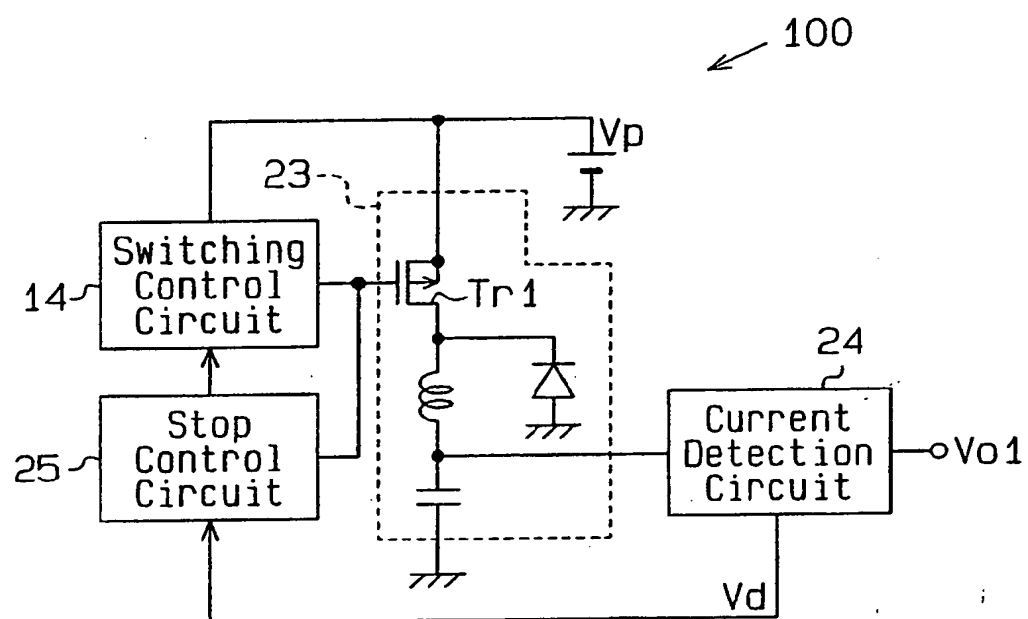 100
Vp
23
Switching
Control
Circuit
14
Tr1
24
Stop
Control
Circuit
25
Current
Detection
Circuit
Vo1
Vd